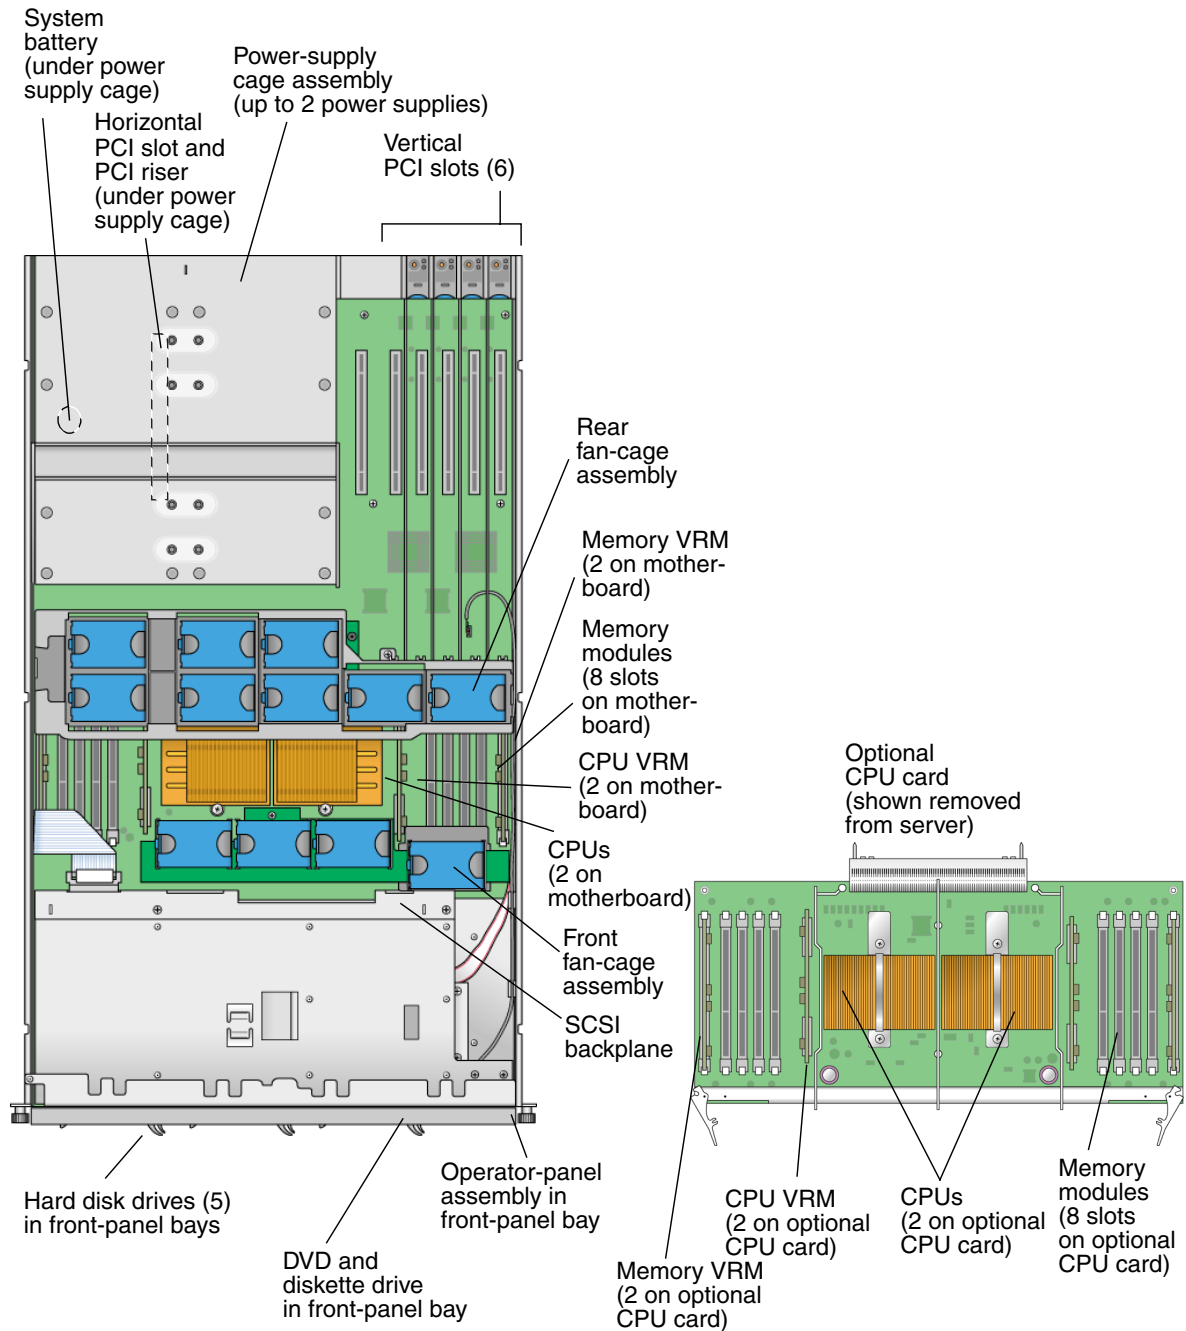 System
battery
(under power
supply cage)
Power-supply
cage assembly
(up to 2 power supplies)
Horizontal
PCI slot and
PCI riser
(under power
supply cage)
Vertical
PCI slots (6)
Rear
fan-cage
assembly
Memory VRM
(2 on mother-
board)
Memory
modules
(8 slots
on mother-
board)
CPU VRM
(2 on mother-
board)
CPUs
(2 on
motherboard)
Front
fan-cage
assembly
SCSI
backplane
Optional
CPU card
(shown removed
from server)
Hard disk drives (5)
in front-panel bays
DVD and
diskette drive
in front-panel bay
Operator-panel
assembly in
front-panel bay
Memory VRM
(2 on optional
CPU card)
CPU VRM
(2 on optional
CPU card)
CPUs
(2 on optional
CPU card)
Memory
modules
(8 slots
on optional
CPU card)